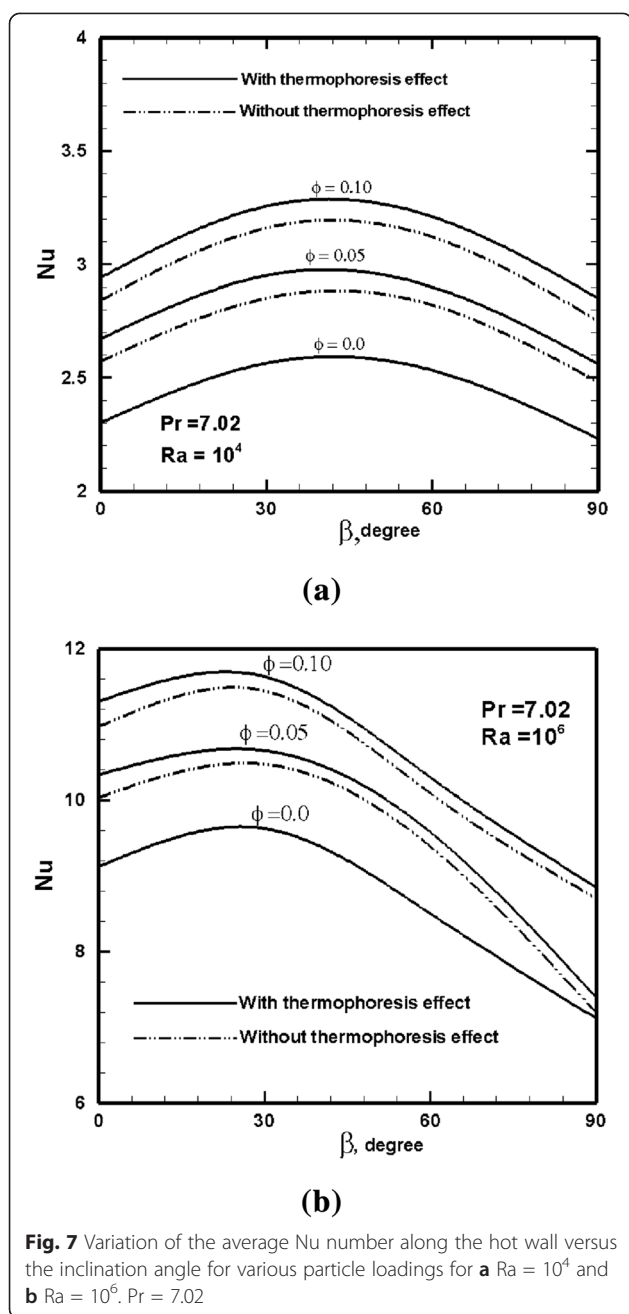 4
With thermophoresis effect
Without thermophoresis effect
3.5
ϕ = 0.10
Nu
3
ϕ = 0.05
ϕ = 0.0
2.5
Pr =7.02
Ra = 10⁴
2
0
30
60
90
β,degree
(a)
12
ϕ =0.10
Pr =7.02
Ra =10⁶
ϕ =0.05
10
ϕ =0.0
Nu
8
With thermophoresis effect
Without thermophoresis effect
6
0
30
60
90
β, degree
(b)
Fig. 7 Variation of the average Nu number along the hot wall versus
the inclination angle for various particle loadings for a Ra = 10⁴ and
b Ra = 10⁶. Pr = 7.02